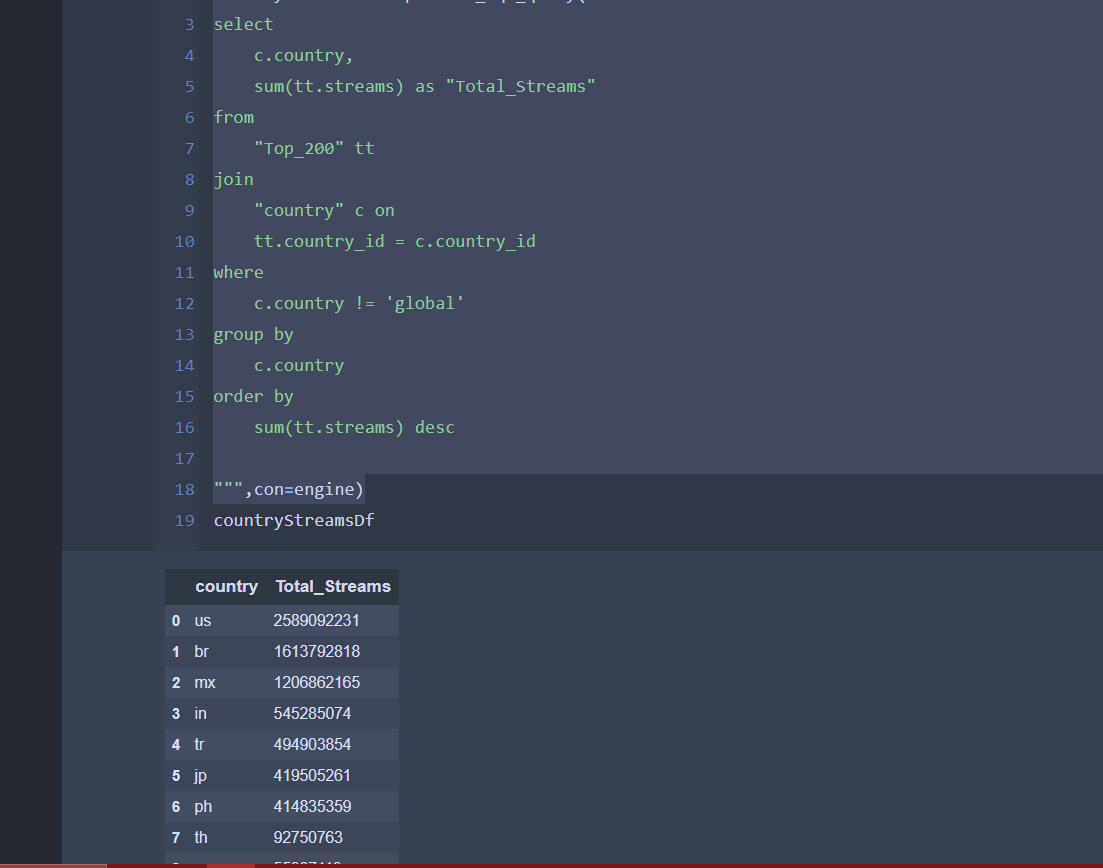 3 select
4 c.country,
5 sum(tt.streams) as "Total_Streams"
6 from
7 "Top_200" tt
8 join
9 "country" c on
10 tt.country_id = c.country_id
11 where
12 c.country != 'global'
13 group by
14 c.country
15 order by
16 sum(tt.streams) desc
17
18 """,con=engine)
19 countryStreamsDf
country Total_Streams
0 us 2589092231
1 br 1613792818
2 mx 1206862165
3 in 545285074
4 tr 494903854
5 jp 419505261
6 ph 414835359
7 th 92750763